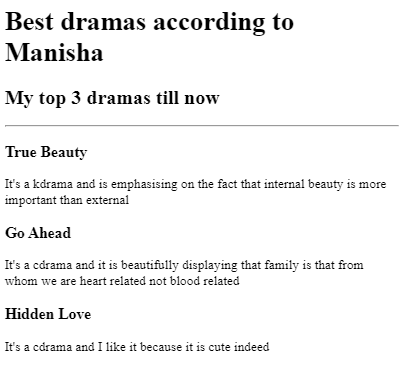 Best dramas according to
Manisha
My top 3 dramas till now
True Beauty
It's a kdrama and is emphasising on the fact that internal beauty is more
important than external
Go Ahead
It's a cdrama and it is beautifully displaying that family is that from
whom we are heart related not blood related
Hidden Love
It's a cdrama and I like it because it is cute indeed